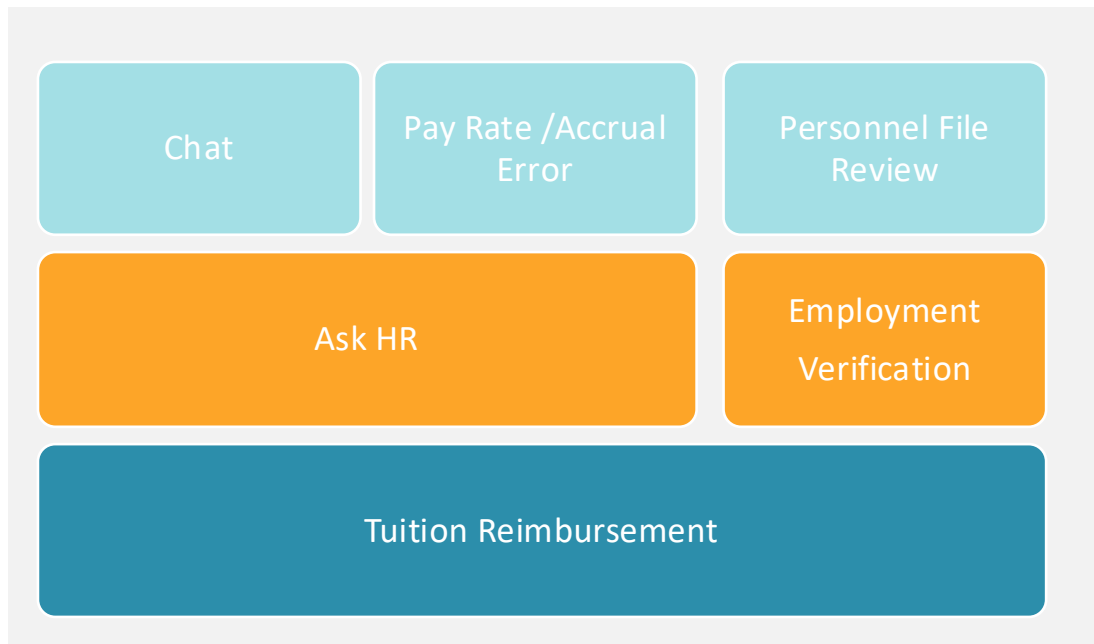 Chat
Pay Rate /Accrual
Error
Personnel File
Review
Ask HR
Employment
Verification
Tuition Reimbursement